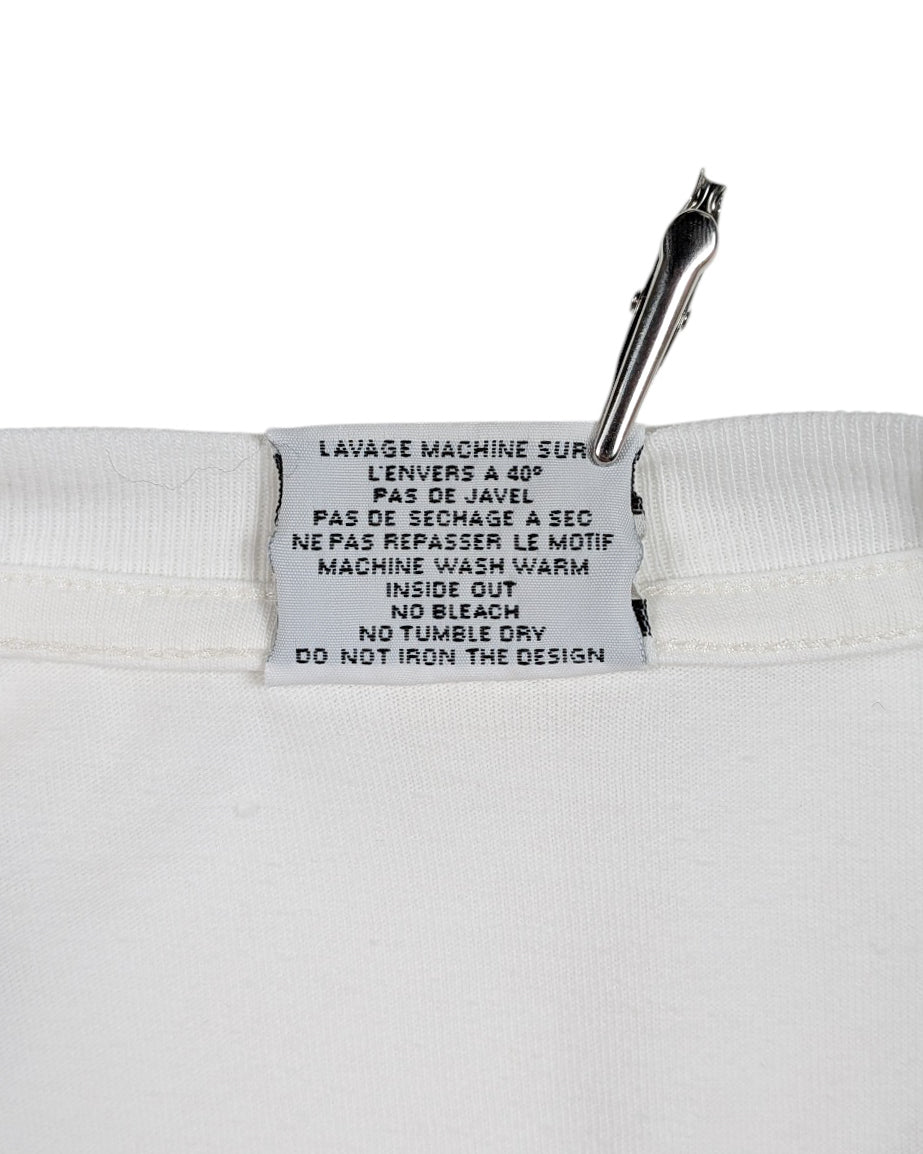 LAVAGE MACHINE SUR
L'ENVERS A 40°
PAS DE JAVEL
PAS DE SECHAGE A SEC
NE PAS REPASSER LE MOTIF
MACHINE WASH WARM
INSIDE OUT
NO BLEACH
NO TUMBLE DRY
DO NOT IRON THE DESIGN